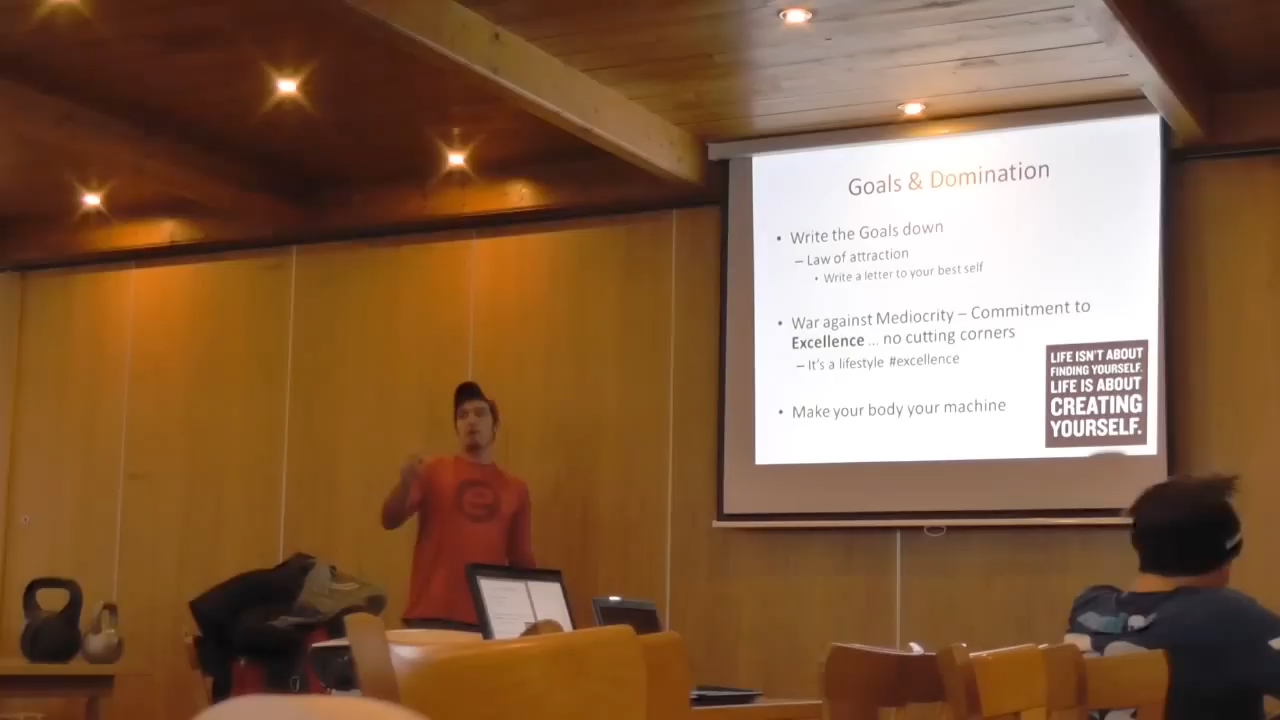 Goals & Domination
• Write the Goals down
– Law of attraction
• Write a letter to your best self
• War against Mediocrity – Commitment to
Excellence ... no cutting corners
– It's a lifestyle #excellence
• Make your body your machine
LIFE ISN'T ABOUT
FINDING YOURSELF.
LIFE IS ABOUT
CREATING
YOURSELF.
e